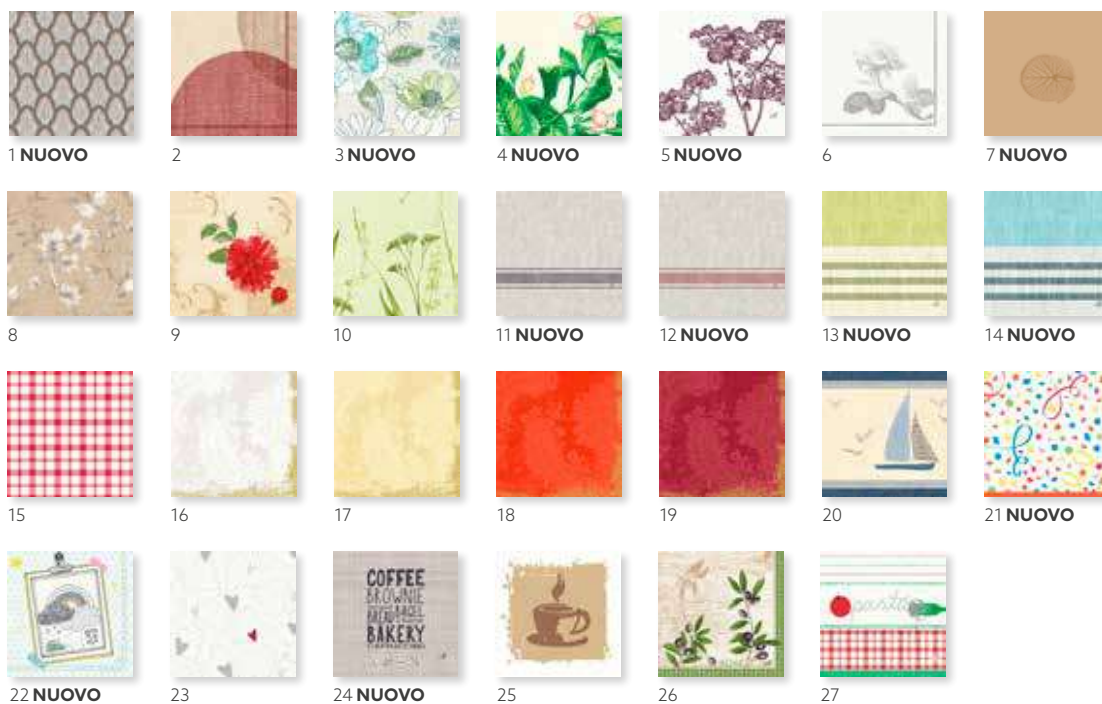 1 NUOVO
2
3 NUOVO
4 NUOVO
5 NUOVO
6
7 NUOVO
8
9
10
11 NUOVO
12 NUOVO
13 NUOVO
14 NUOVO
15
16
17
18
19
20
21 NUOVO
COFFEE
BROWNIE
BREAD BAGEL
BAKERY
22 NUOVO
23
24 NUOVO
25
26
27